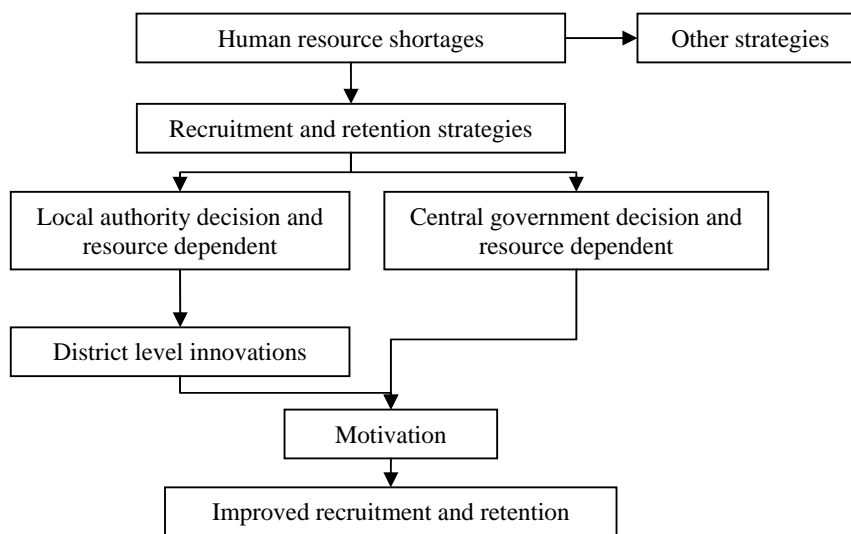 Human resource shortages
Other strategies
Recruitment and retention strategies
Local authority decision and
resource dependent
Central government decision and
resource dependent
District level innovations
Motivation
Improved recruitment and retention